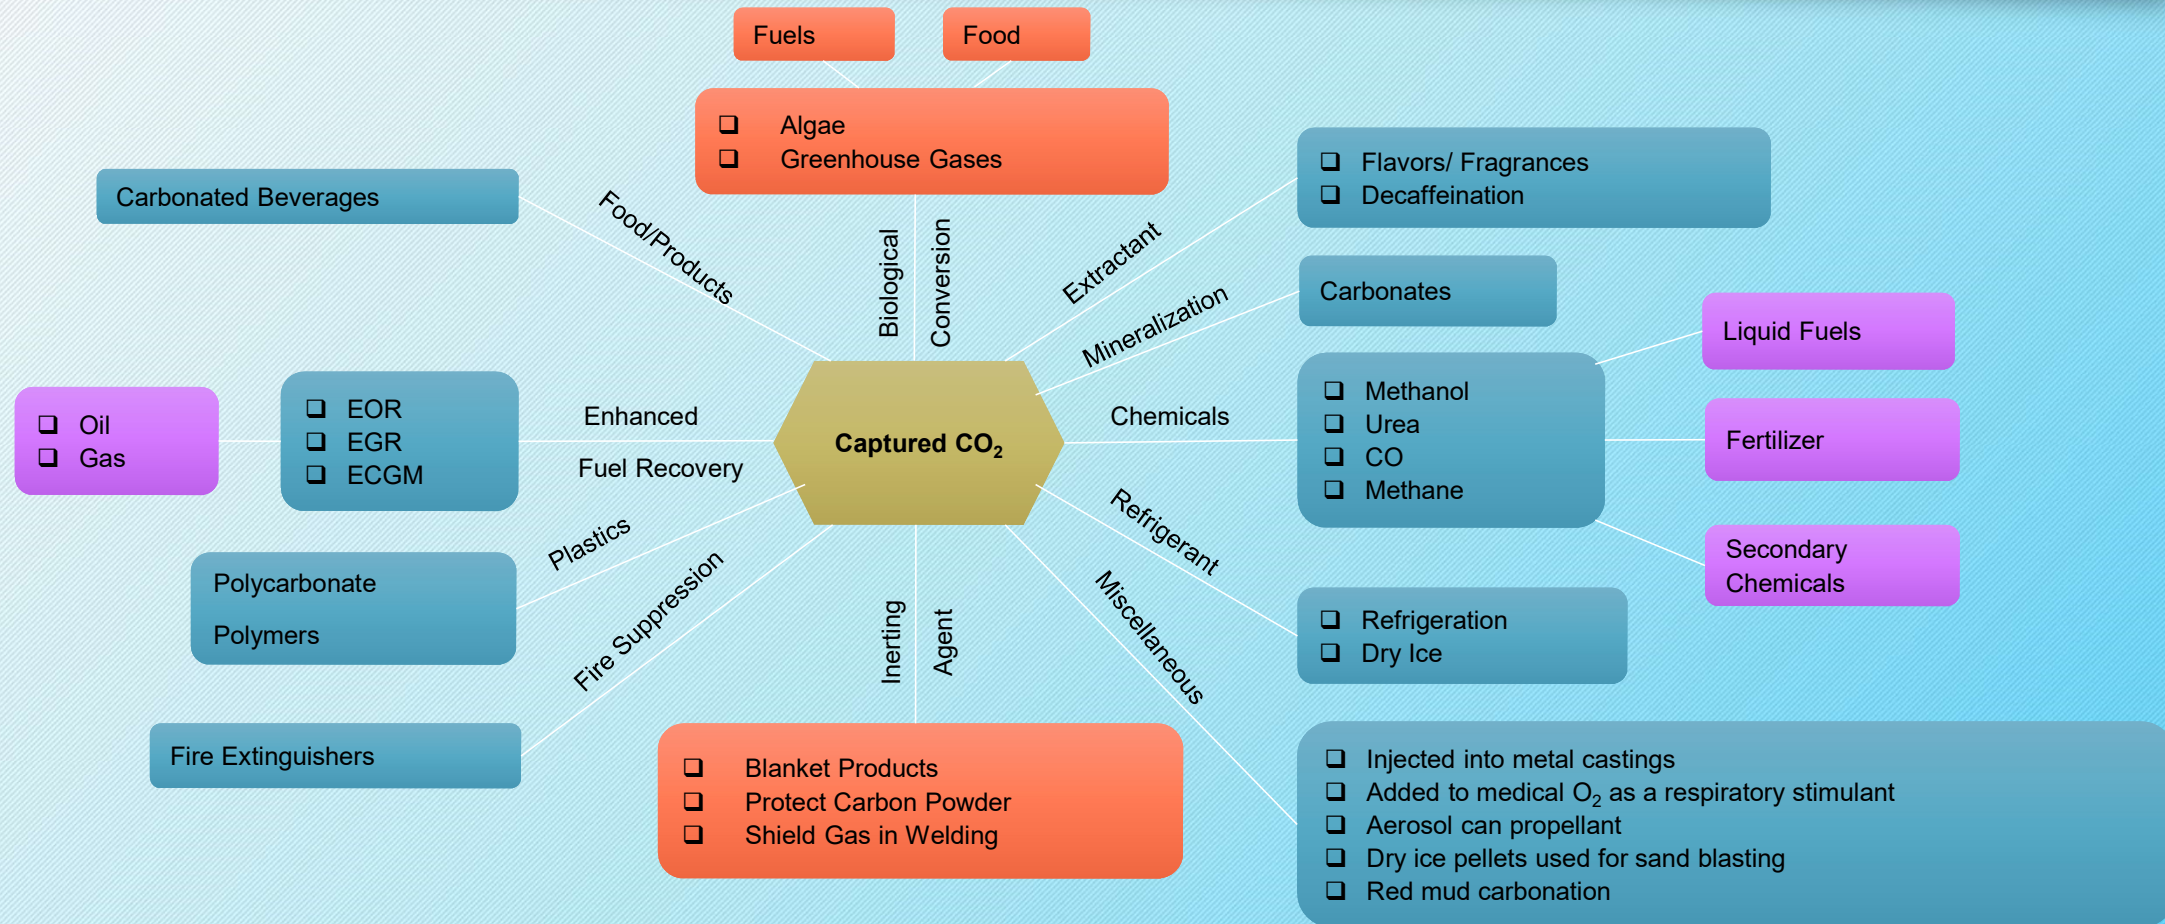 Fuels
Food
❑ Algae
❑ Greenhouse Gases
Carbonated Beverages
Food/Products
Biological
Conversion
Extractant
❑ Flavors/ Fragrances
❑ Decaffeination
Mineralization
Carbonates
❑ Oil
❑ Gas
❑ EOR
❑ EGR
❑ ECGM
Enhanced
Fuel Recovery
Captured CO₂
Chemicals
❑ Methanol
❑ Urea
❑ CO
❑ Methane
Liquid Fuels
Fertilizer
Secondary
Chemicals
Plastics
Polycarbonate
Polymers
Fire Suppression
Fire Extinguishers
Inerting
Agent
❑ Blanket Products
❑ Protect Carbon Powder
❑ Shield Gas in Welding
Refrigerant
❑ Refrigeration
❑ Dry Ice
Miscellaneous
❑ Injected into metal castings
❑ Added to medical O₂ as a respiratory stimulant
❑ Aerosol can propellant
❑ Dry ice pellets used for sand blasting
❑ Red mud carbonation